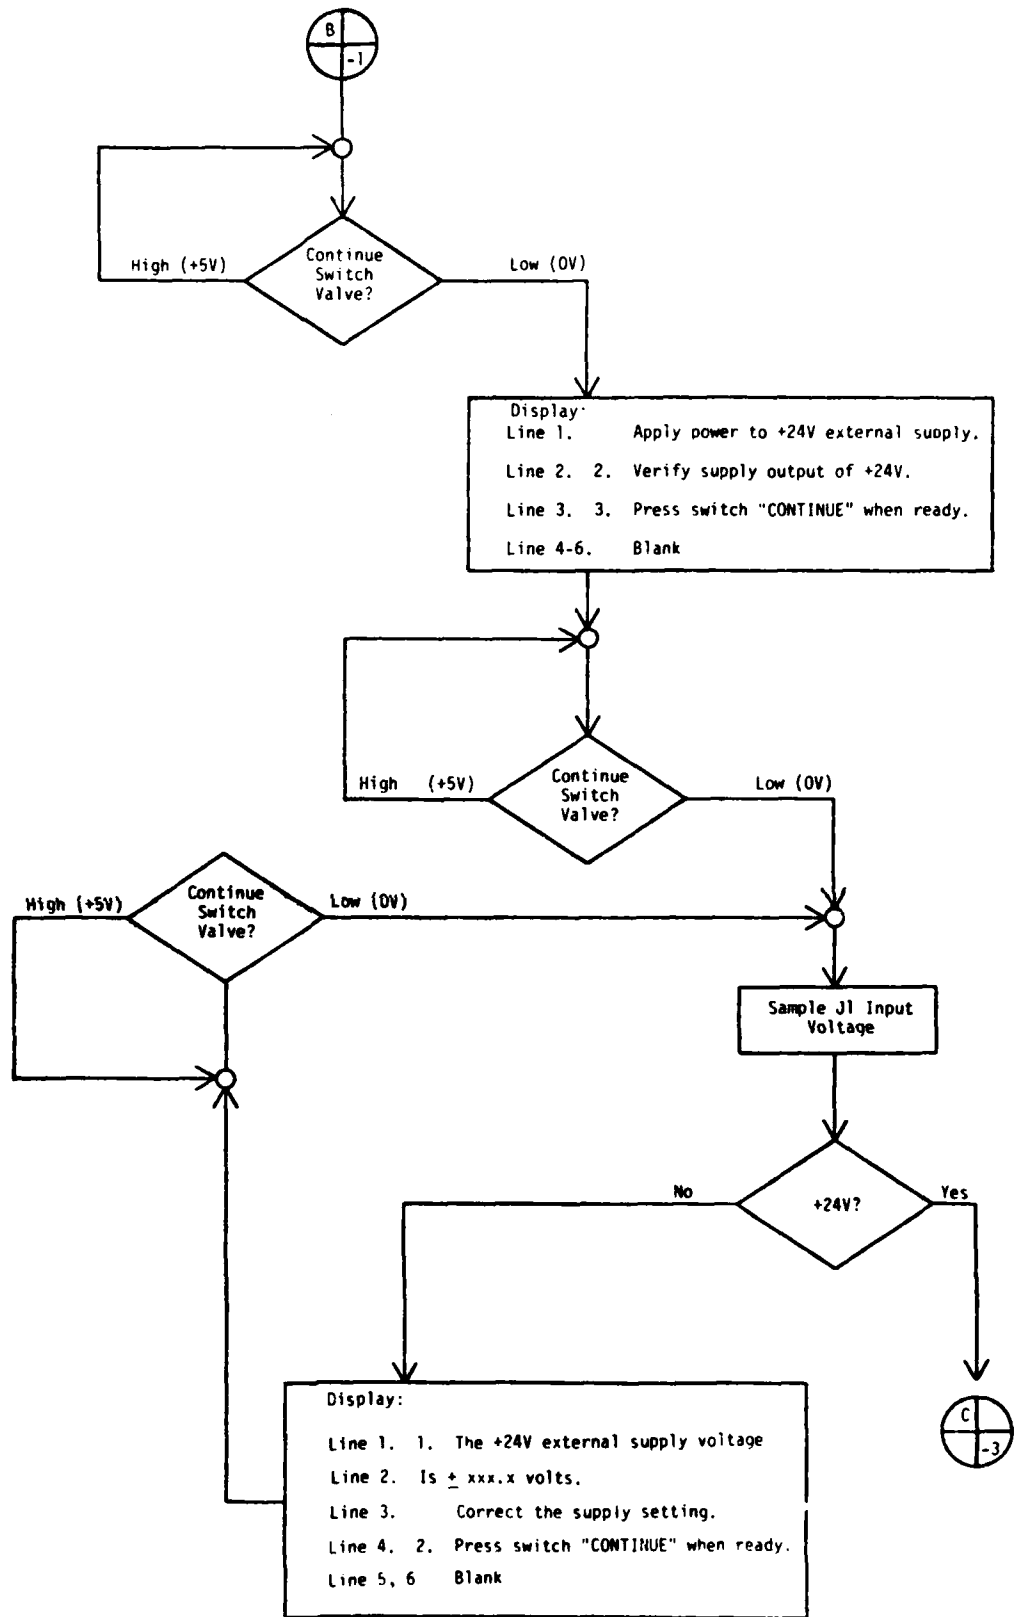 B
-1
Continue
Switch
Valve?
High (+5V)
Low (0V)
Display:
Line 1. Apply power to +24V external supply.
Line 2. 2. Verify supply output of +24V.
Line 3. 3. Press switch "CONTINUE" when ready.
Line 4-6. Blank
Continue
Switch
Valve?
High (+5V)
Low (0V)
Continue
Switch
Valve?
High (+5V)
Low (0V)
Sample J1 Input
Voltage
+24V?
No
Yes
Display:
Line 1. 1. The +24V external supply voltage
Line 2. Is ± xxx.x volts.
Line 3. Correct the supply setting.
Line 4. 2. Press switch "CONTINUE" when ready.
Line 5, 6 Blank
C
-3